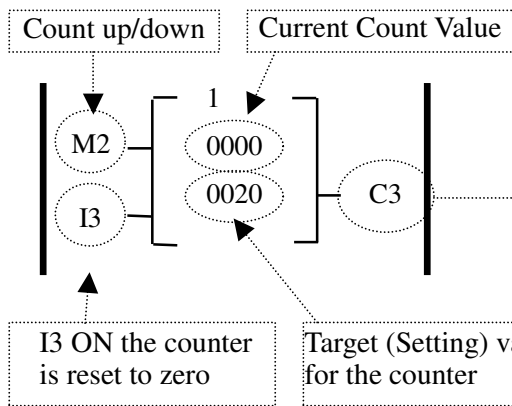 Count up/down
Current Count Value
1
M2
0000
0020
I3
C3
I3 ON the counter
is reset to zero
Target (Setting)
for the counter